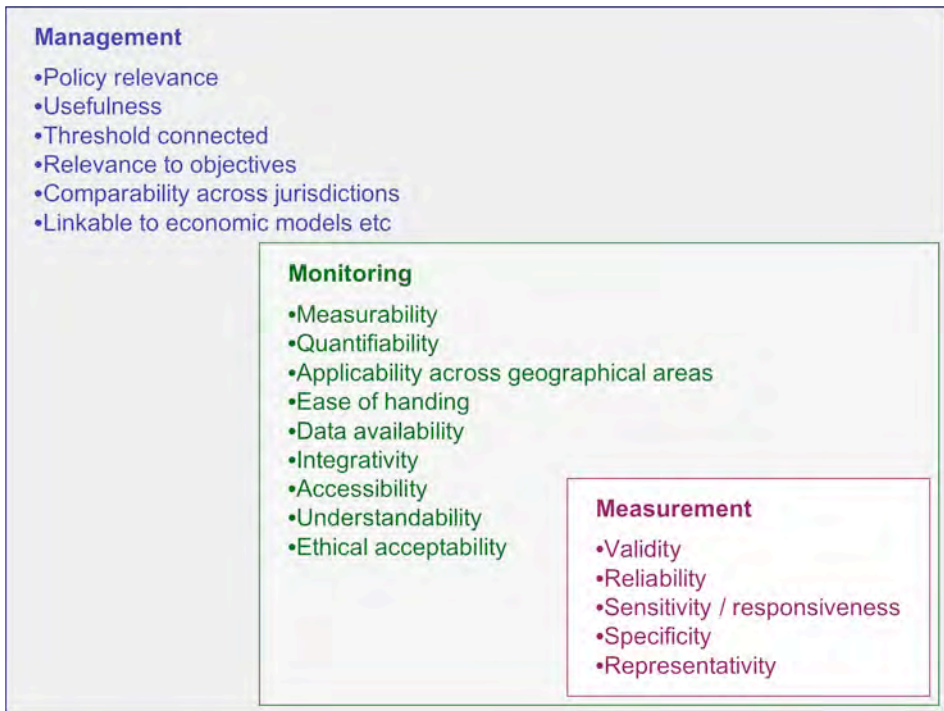 Management
•Policy relevance
•Usefulness
•Threshold connected
•Relevance to objectives
•Comparability across jurisdictions
•Linkable to economic models etc
Monitoring
•Measurability
•Quantifiability
•Applicability across geographical areas
•Ease of handing
•Data availability
•Integrativity
•Accessibility
•Understandability
•Ethical acceptability
Measurement
•Validity
•Reliability
•Sensitivity / responsiveness
•Specificity
•Representativity